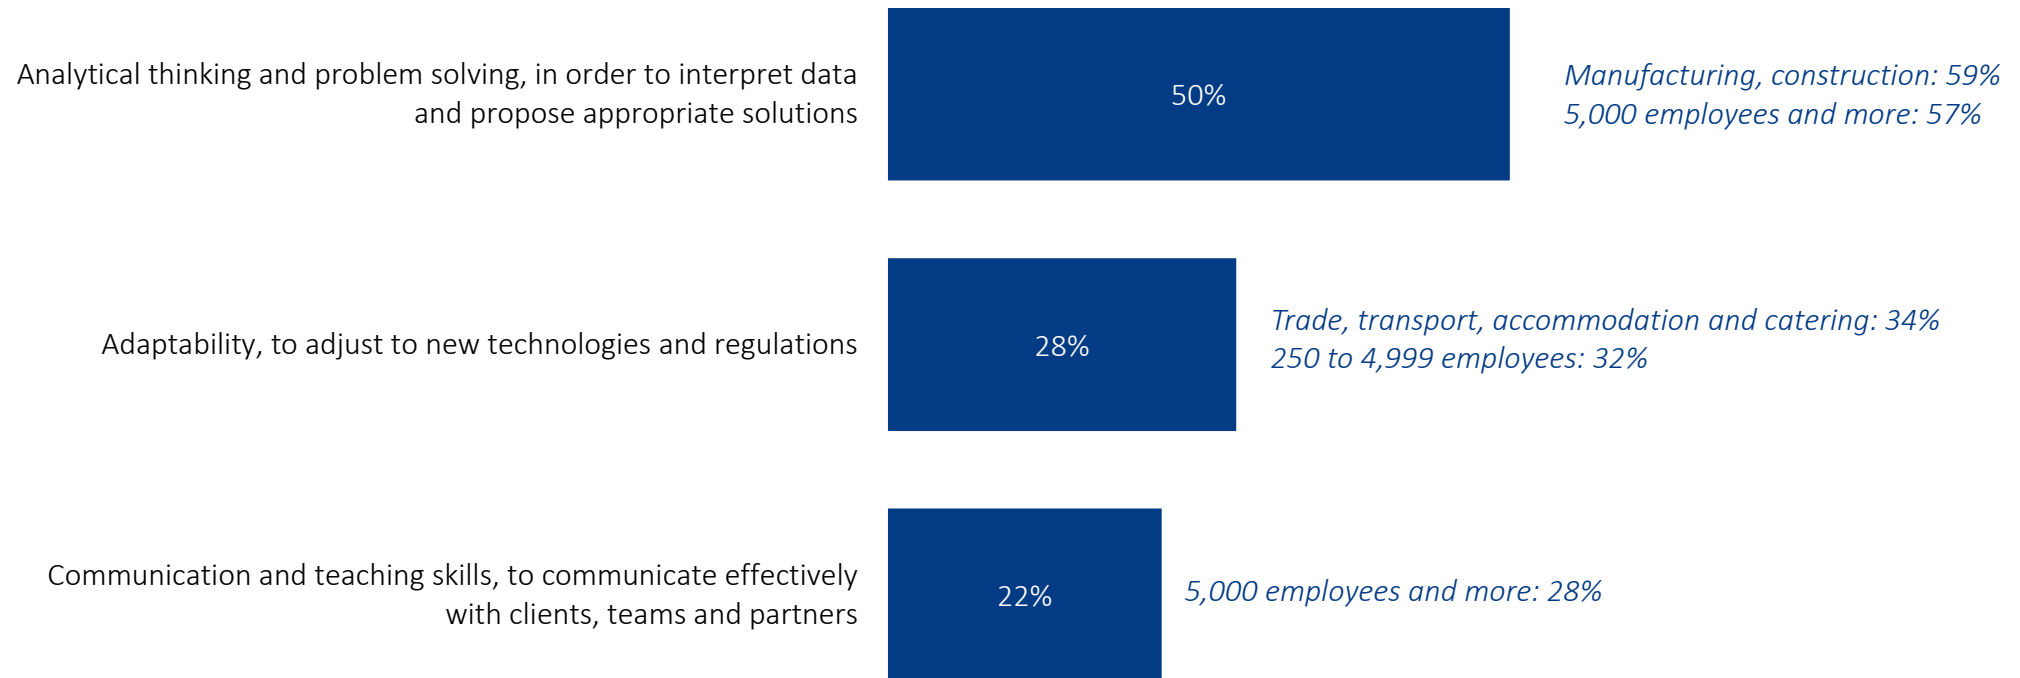 Analytical thinking and problem solving, in order to interpret data
and propose appropriate solutions
50%
Manufacturing, construction: 59%
5,000 employees and more: 57%
Adaptability, to adjust to new technologies and regulations
28%
Trade, transport, accommodation and catering: 34%
250 to 4,999 employees: 32%
Communication and teaching skills, to communicate effectively
with clients, teams and partners
22%
5,000 employees and more: 28%